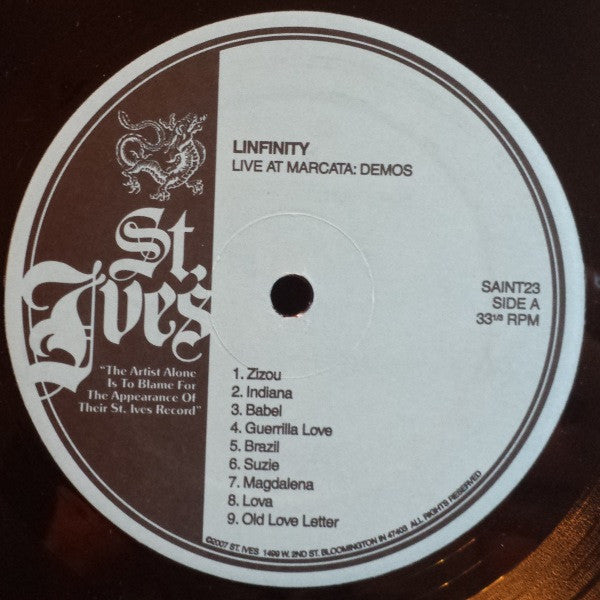 LINFINITY
LIVE AT MARCATA: DEMOS
St.
Ives
"The Artist Alone
Is To Blame For
The Appearance Of
Their St. Ives Record"
SAINT23
SIDE A
33 1/3 RPM
1. Zizou
2. Indiana
3. Babel
4. Guerrilla Love
5. Brazil
6. Suzie
7. Magdalena
8. Lova
9. Old Love Letter
©2007 ST. IVES 1499 W. 2ND ST. BLOOMINGTON IN 47403 ALL RIGHTS RESERVED